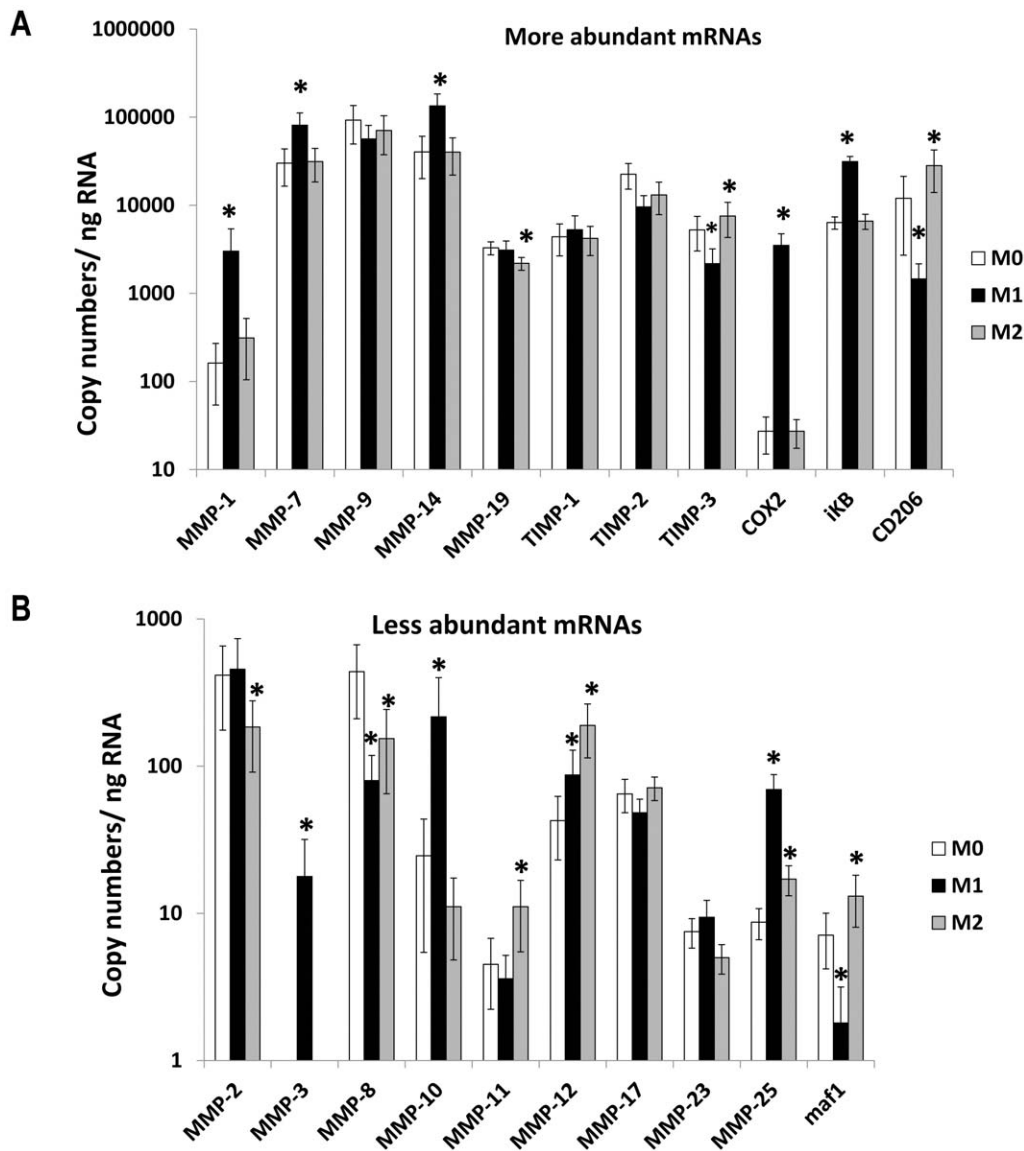 A
More abundant mRNAs
Copy numbers/ ng RNA
1000000
100000
10000
1000
100
10
* * * * * * * * * *
MMP-1 MMP-7 MMP-9 MMP-14 MMP-19 TIMP-1 TIMP-2 TIMP-3 COX2 iKB CD206
M0
M1
M2
B
Less abundant mRNAs
Copy numbers/ ng RNA
1000
100
10
1
* * * * * * * * * * * *
MMP-2 MMP-3 MMP-8 MMP-10 MMP-11 MMP-12 MMP-17 MMP-23 MMP-25 maf1
M0
M1
M2